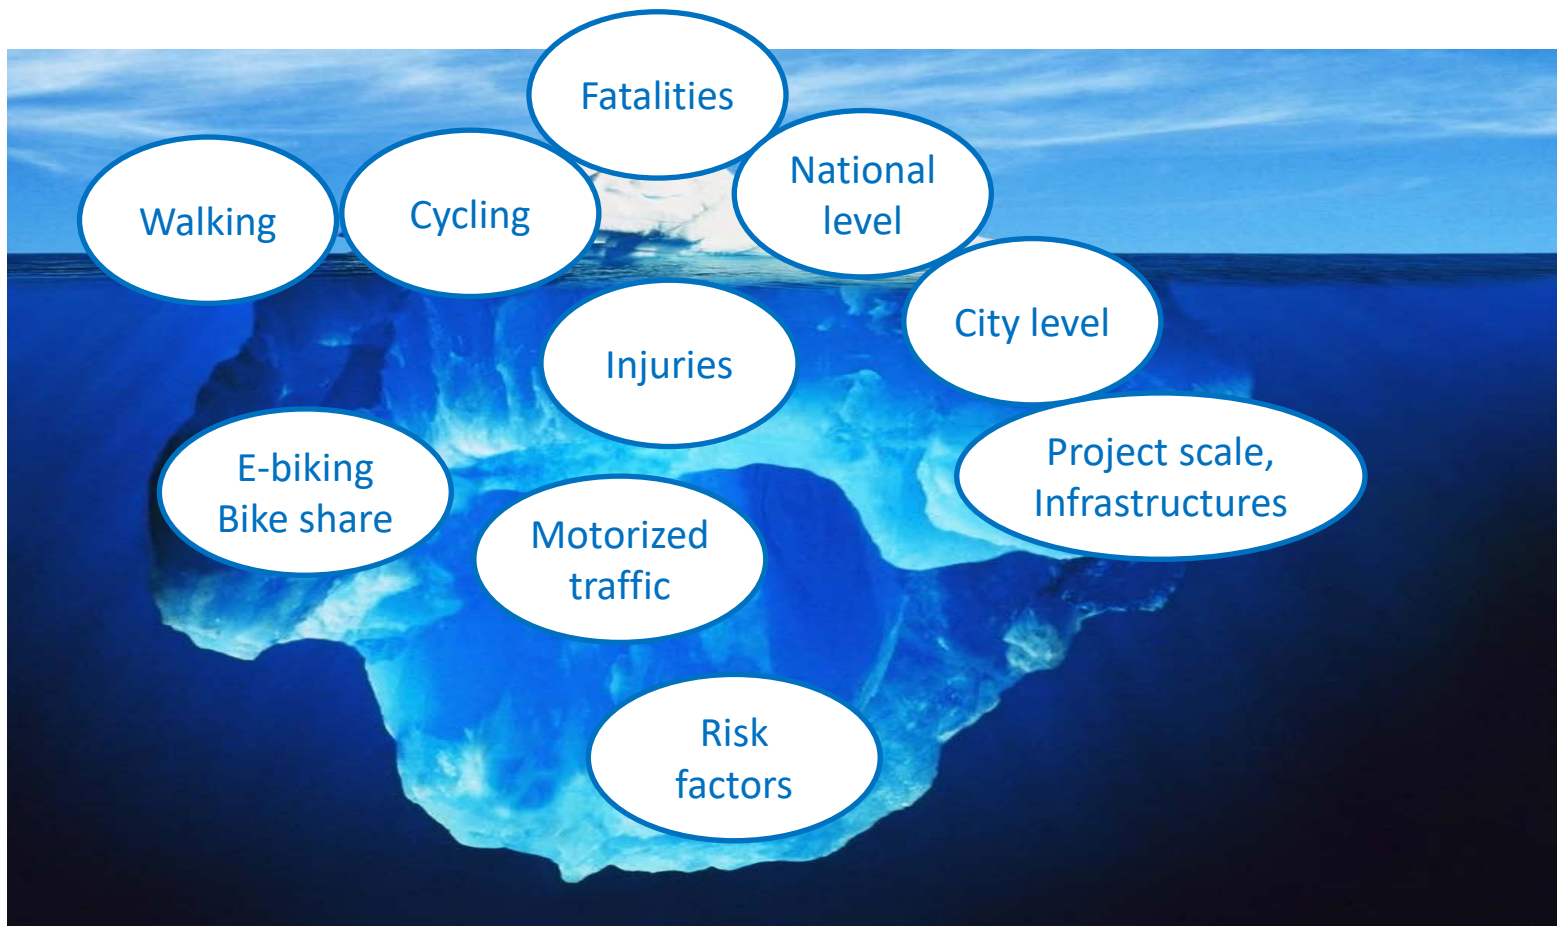 Fatalities
National
level
Walking
Cycling
City level
Injuries
E-biking
Bike share
Project scale,
Infrastructures
Motorized
traffic
Risk
factors